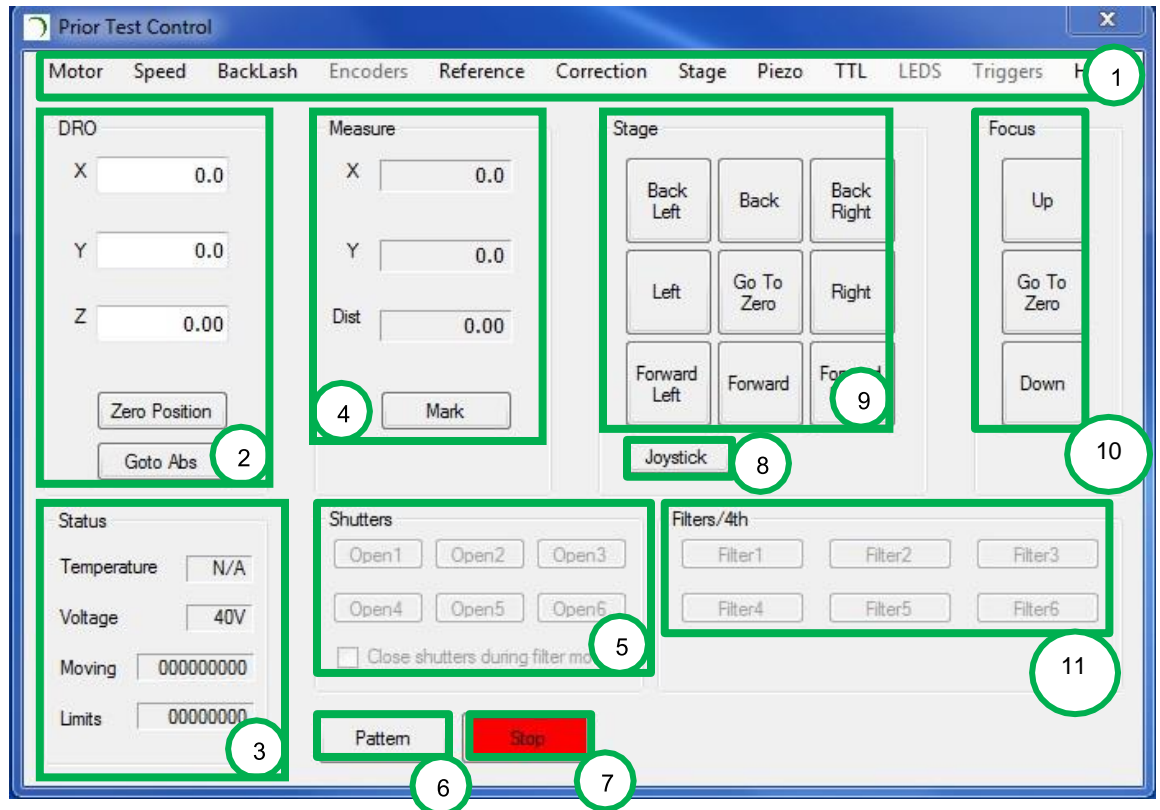 Prior Test Control
X
Motor Speed BackLash Encoders Reference Correction Stage Piezo TTL LEDS Triggers
1
DRO
X 0.0
Y 0.0
Z 0.00
Zero Position
Goto Abs
2
Measure
X 0.0
Y 0.0
Dist 0.00
4
Mark
Stage
Back Left
Back
Back Right
Left
Go To Zero
Right
Forward Left
Forward
9
Joystick
8
Focus
Up
Go To Zero
Down
10
Status
Temperature N/A
Voltage 40V
Moving 000000000
Limits 00000000
3
Shutters
Open1 Open2 Open3
Open4 Open5 Open6
Close shutters during filter
5
Filters/4th
Filter1 Filter2 Filter3
Filter4 Filter5 Filter6
11
Pattern
6
Stop
7